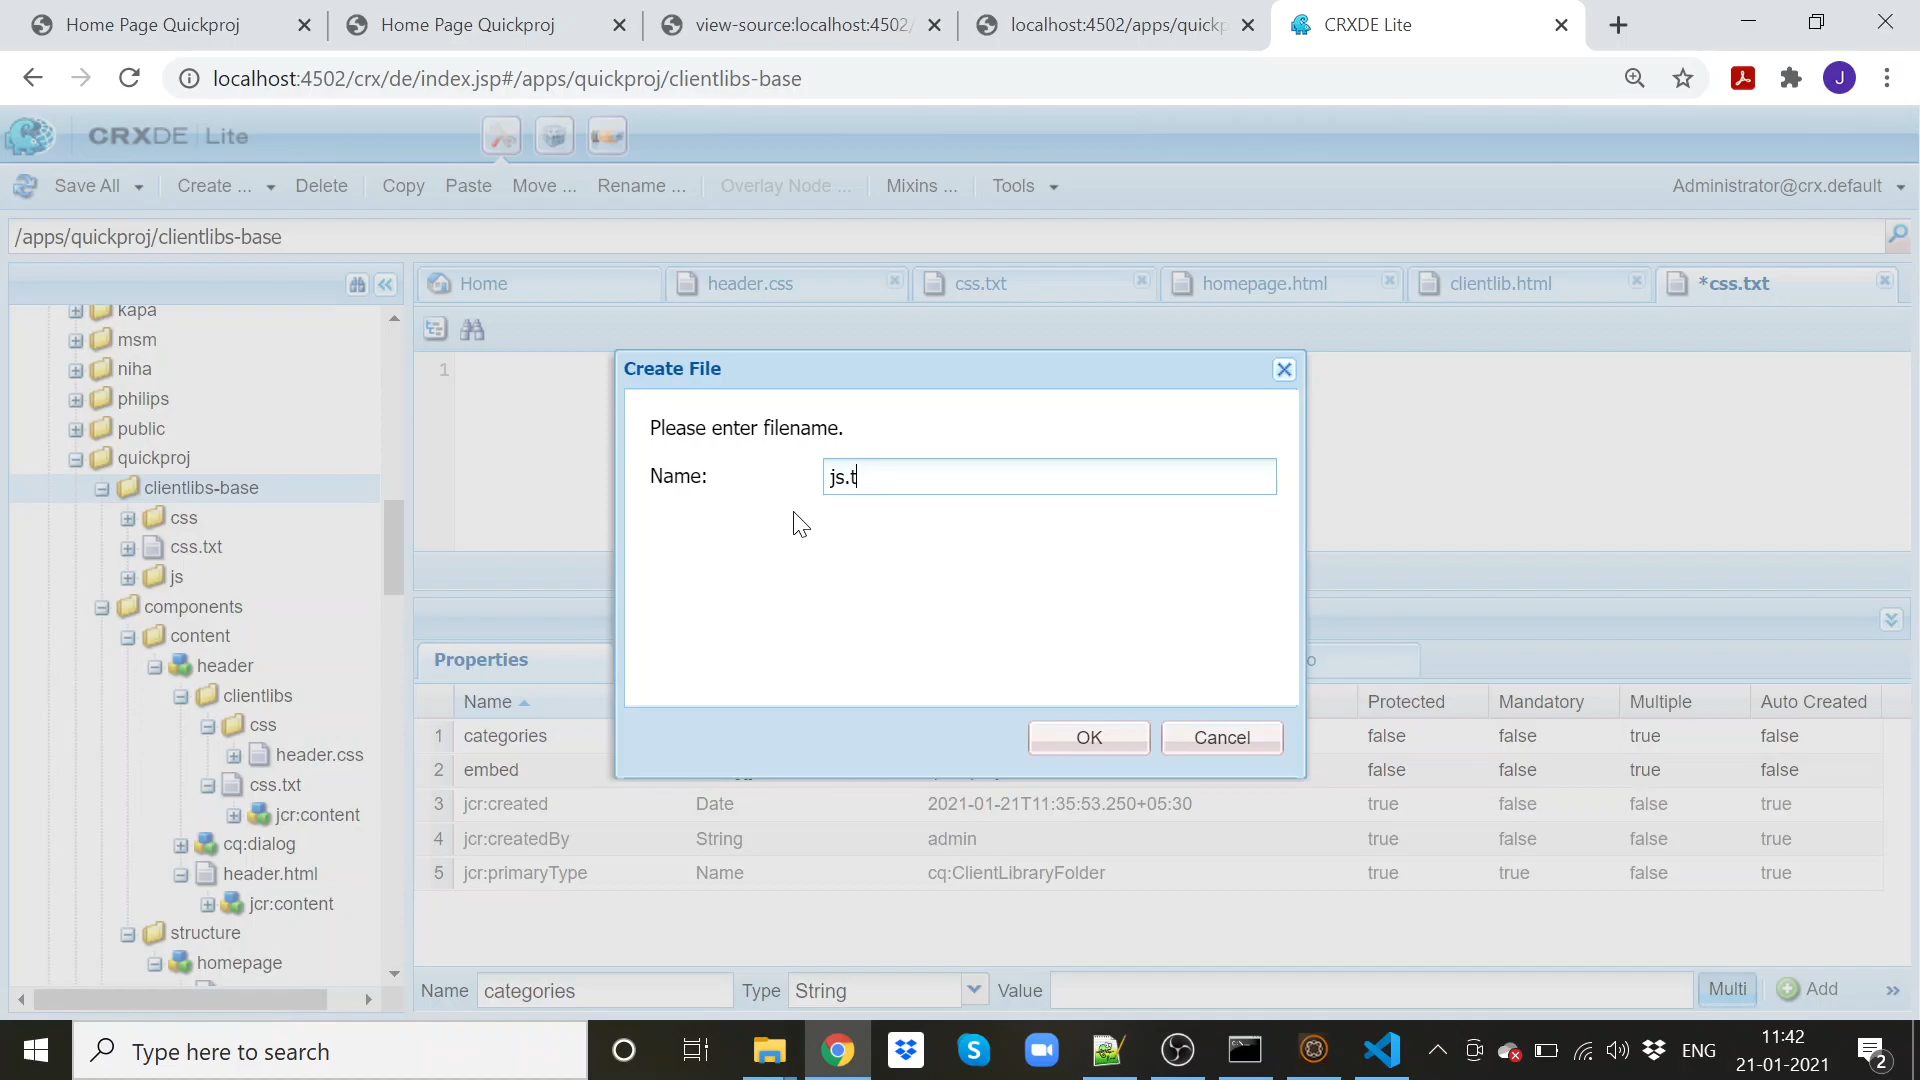 Home Page Quickproj
Home Page Quickproj
view-source:localhost:4502/
localhost:4502/apps/quickp
CRXDE Lite
localhost:4502/crx/de/index.jsp#/apps/quickproj/clientlibs-base
J
CRXDE Lite
Save All
Create ...
Delete
Copy
Paste
Move ...
Rename ...
Overlay Node ...
Mixins ...
Tools
Administrator@crx.default
/apps/quickproj/clientlibs-base
Home
header.css
css.txt
homepage.html
clientlib.html
*css.txt
kapa
msm
niha
philips
public
quickproj
clientlibs-base
css
css.txt
js
components
content
header
clientlibs
css
header.css
css.txt
jcr:content
cq:dialog
header.html
jcr:content
structure
homepage
1
Create File
Please enter filename.
Name:
js.t
OK
Cancel
Properties
o
Name
Protected
Mandatory
Multiple
Auto Created
1 categories false false true false
2 embed false false true false
3 jcr:created Date 2021-01-21T11:35:53.250+05:30 true false false true
4 jcr:createdBy String admin true false false true
5 jcr:primaryType Name cq:ClientLibraryFolder true true false true
Name categories Type String Value Multi Add
Type here to search
ENG
11:42
21-01-2021
2